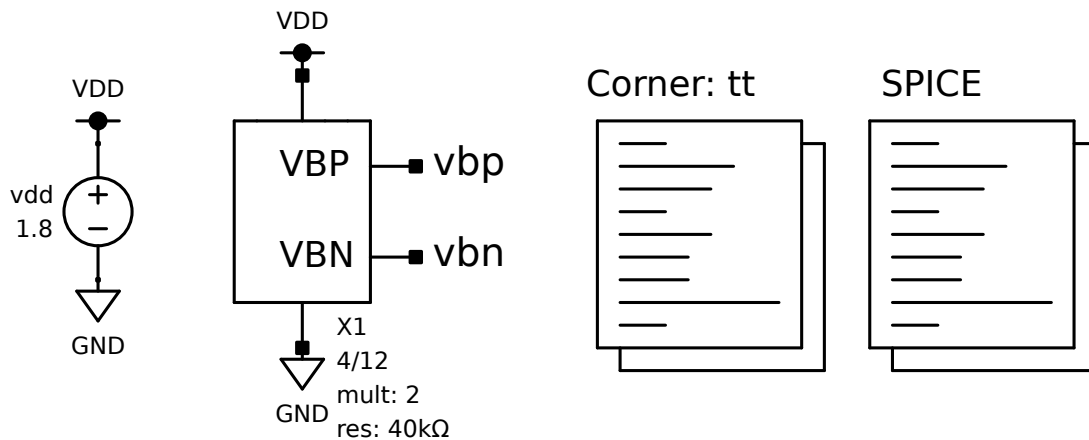 VDD
VDD
vdd
1.8
+
−
GND
VBP
vbp
VBN
vbn
X1
4/12
mult: 2
res: 40kΩ
GND
Corner: tt
SPICE